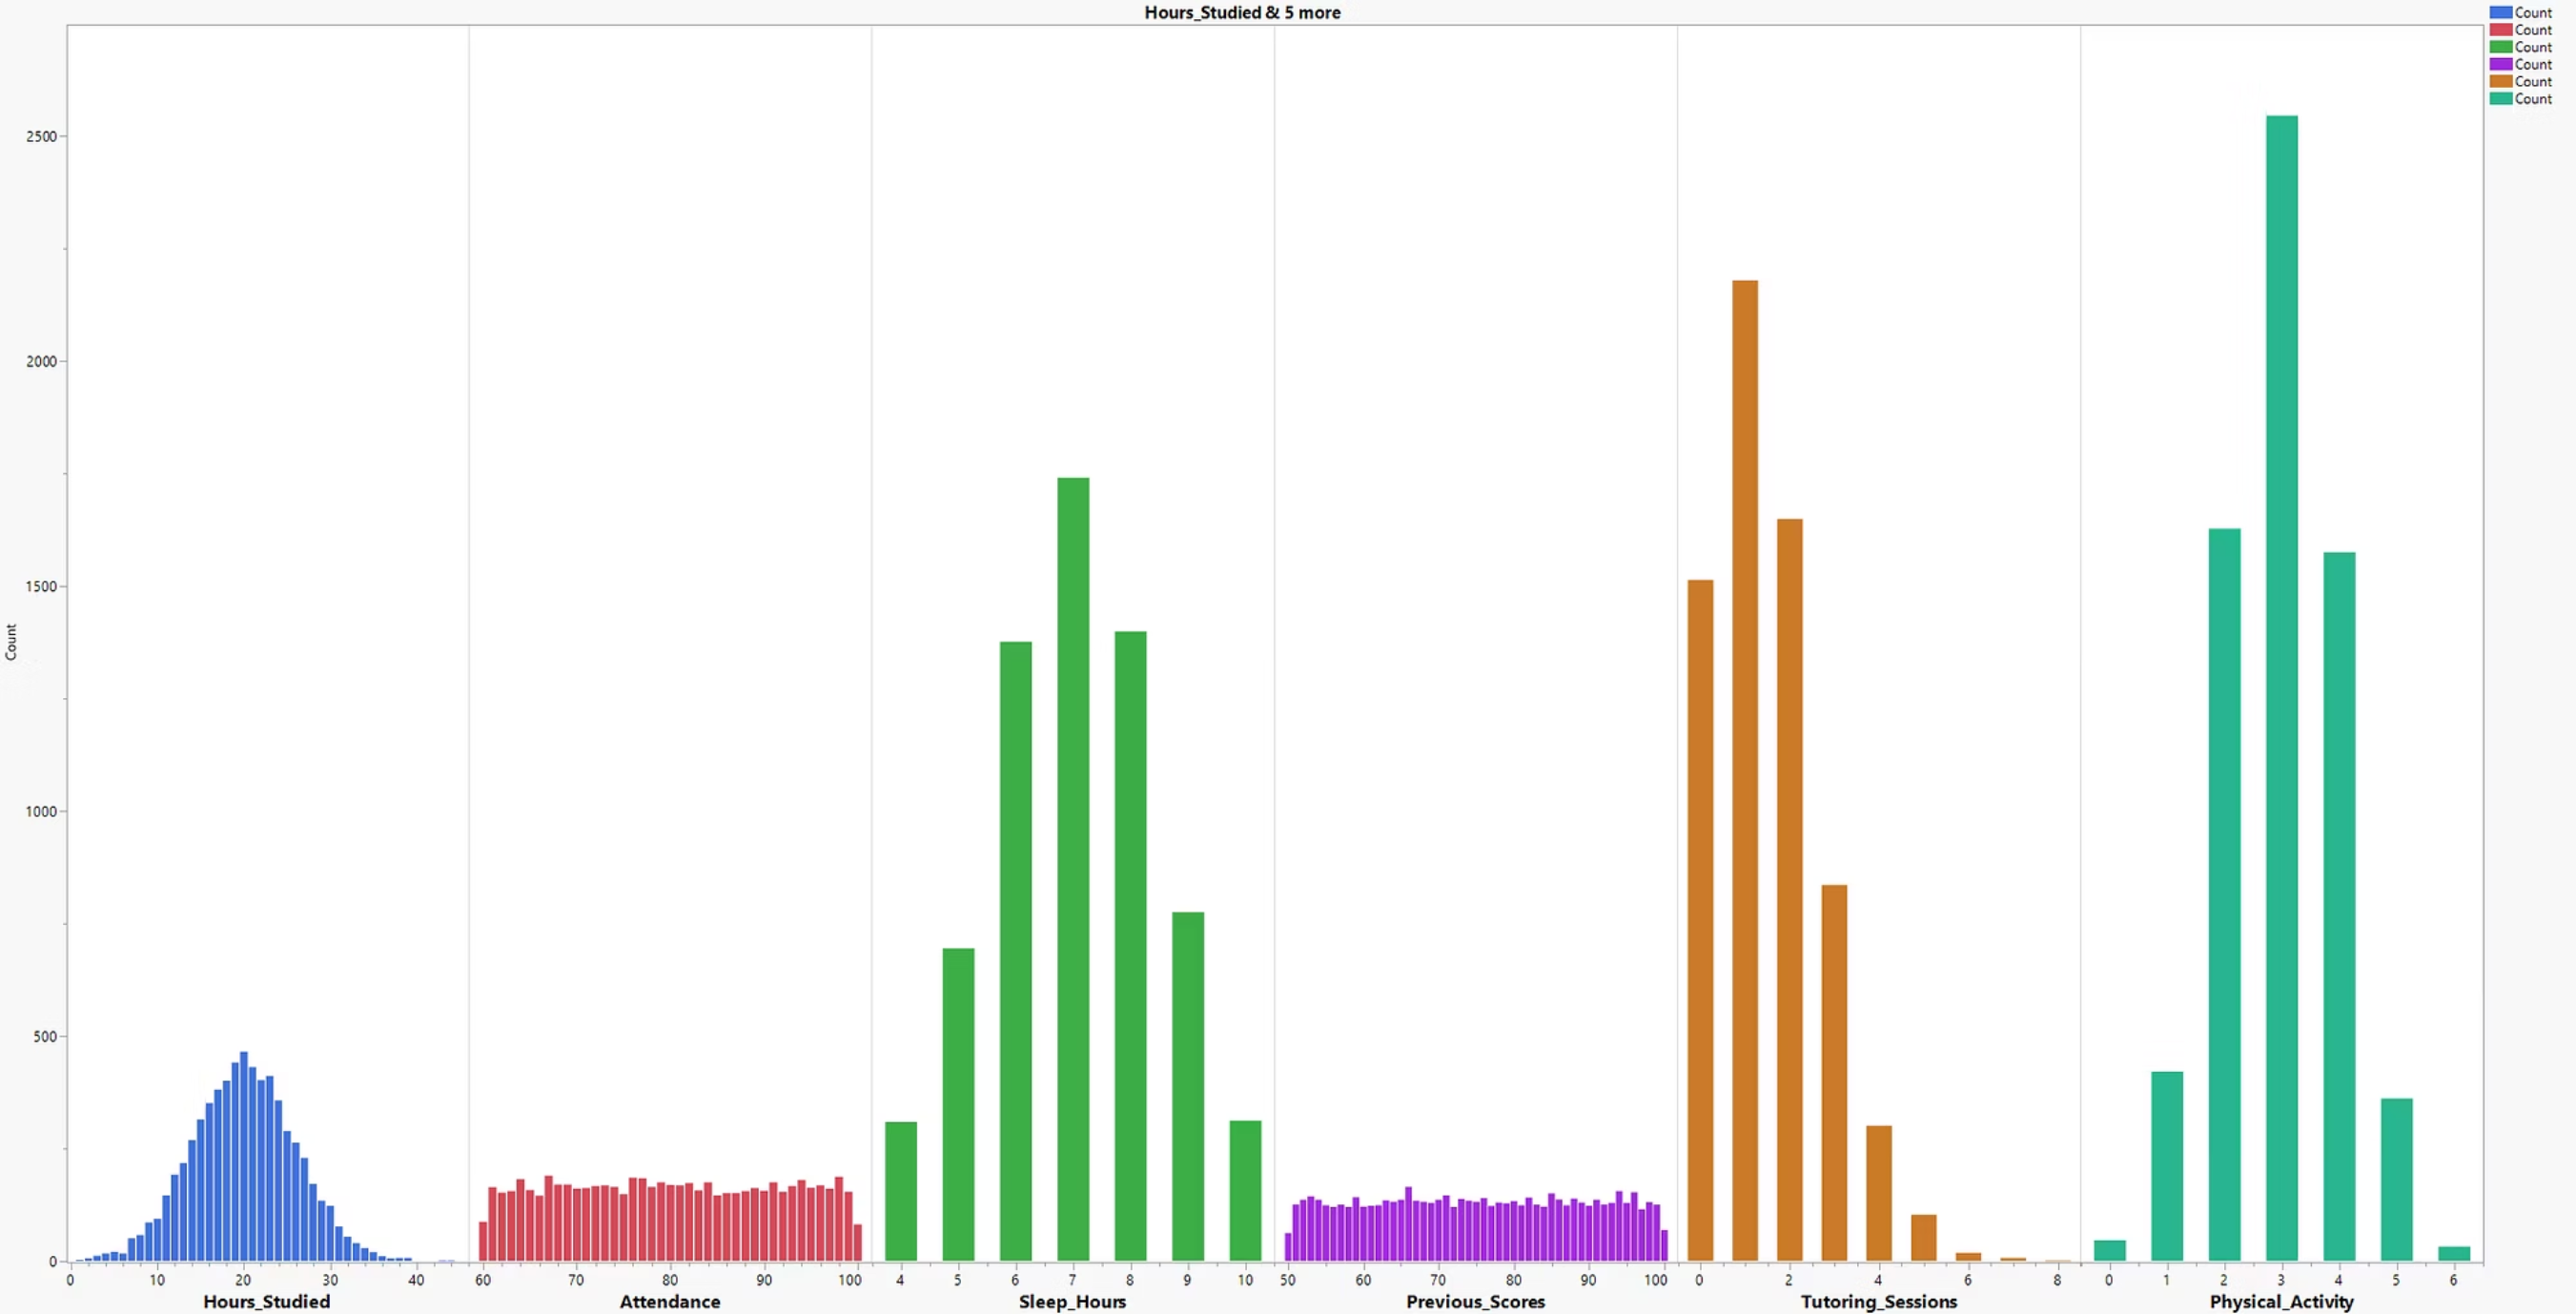 Hours_Studied & 5 more
Count
Count
Count
Count
Count
Count
2500
2000
1500
1000
500
0
Count
0 10 20 30 40 60 70 80 90 100 4 5 6 7 8 9 10 50 60 70 80 90 100 0 2 4 6 8 0 1 2 3 4 5 6
Hours_Studied Attendance Sleep_Hours Previous_Scores Tutoring_Sessions Physical_Activity